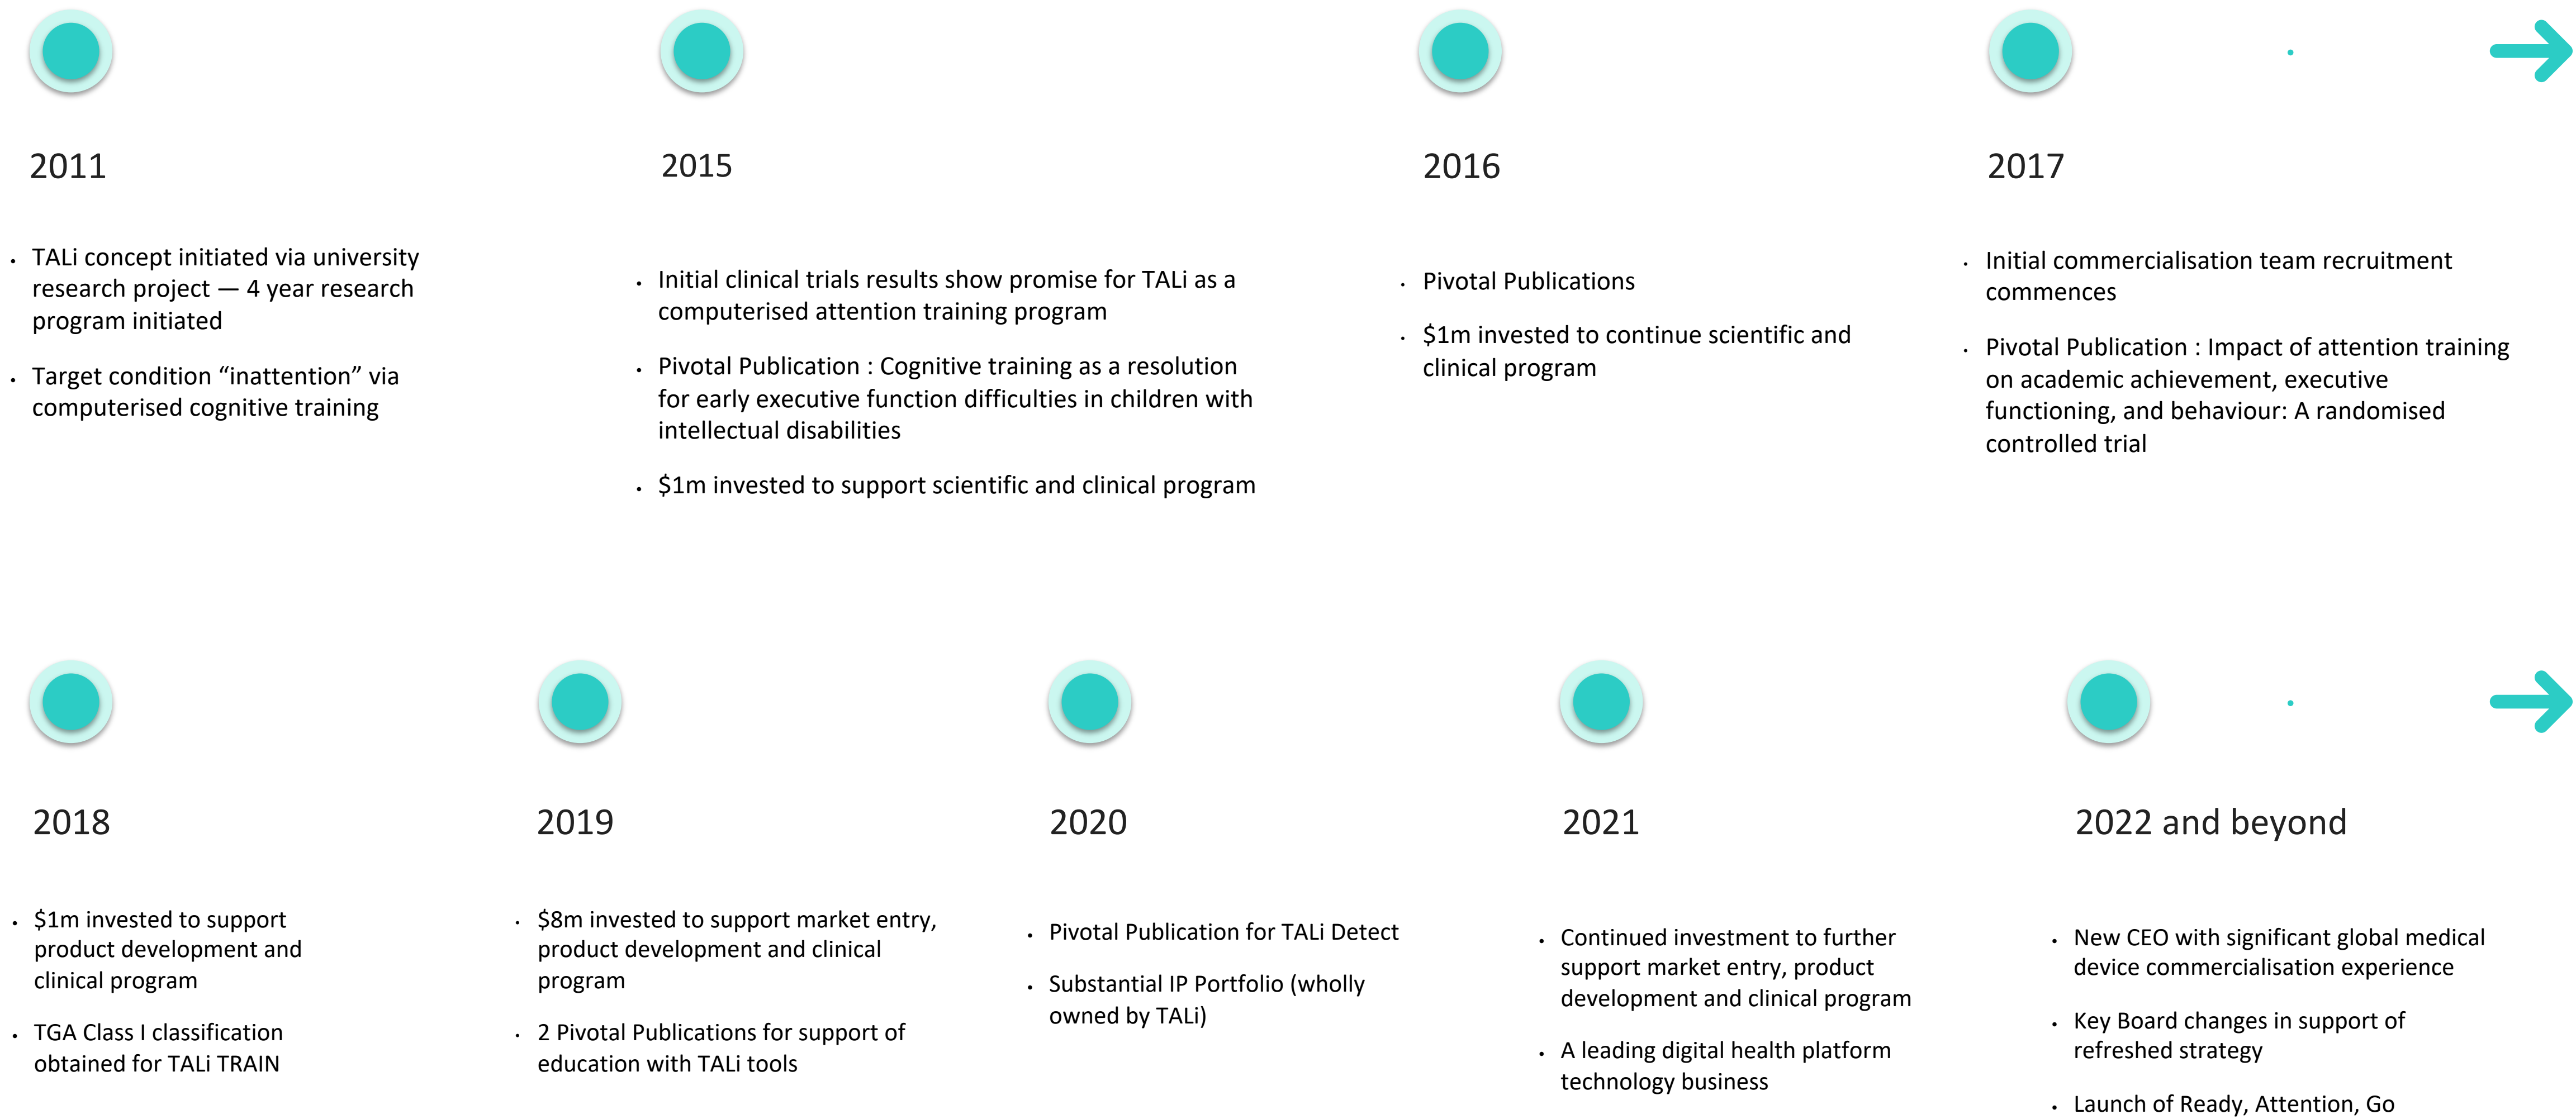 2011
• TALi concept initiated via university
research project — 4 year research
program initiated
• Target condition “inattention” via
computerised cognitive training
2015
• Initial clinical trials results show promise for TALi as a
computerised attention training program
• Pivotal Publication : Cognitive training as a resolution
for early executive function difficulties in children with
intellectual disabilities
• $1m invested to support scientific and clinical program
2016
• Pivotal Publications
• $1m invested to continue scientific and
clinical program
2017
• Initial commercialisation team recruitment
commences
• Pivotal Publication : Impact of attention training
on academic achievement, executive
functioning, and behaviour: A randomised
controlled trial
2018
• $1m invested to support
product development and
clinical program
• TGA Class I classification
obtained for TALi TRAIN
2019
• $8m invested to support market entry,
product development and clinical
program
• 2 Pivotal Publications for support of
education with TALi tools
2020
• Pivotal Publication for TALi Detect
• Substantial IP Portfolio (wholly
owned by TALi)
2021
• Continued investment to further
support market entry, product
development and clinical program
• A leading digital health platform
technology business
2022 and beyond
• New CEO with significant global medical
device commercialisation experience
• Key Board changes in support of
refreshed strategy
• Launch of Ready, Attention, Go